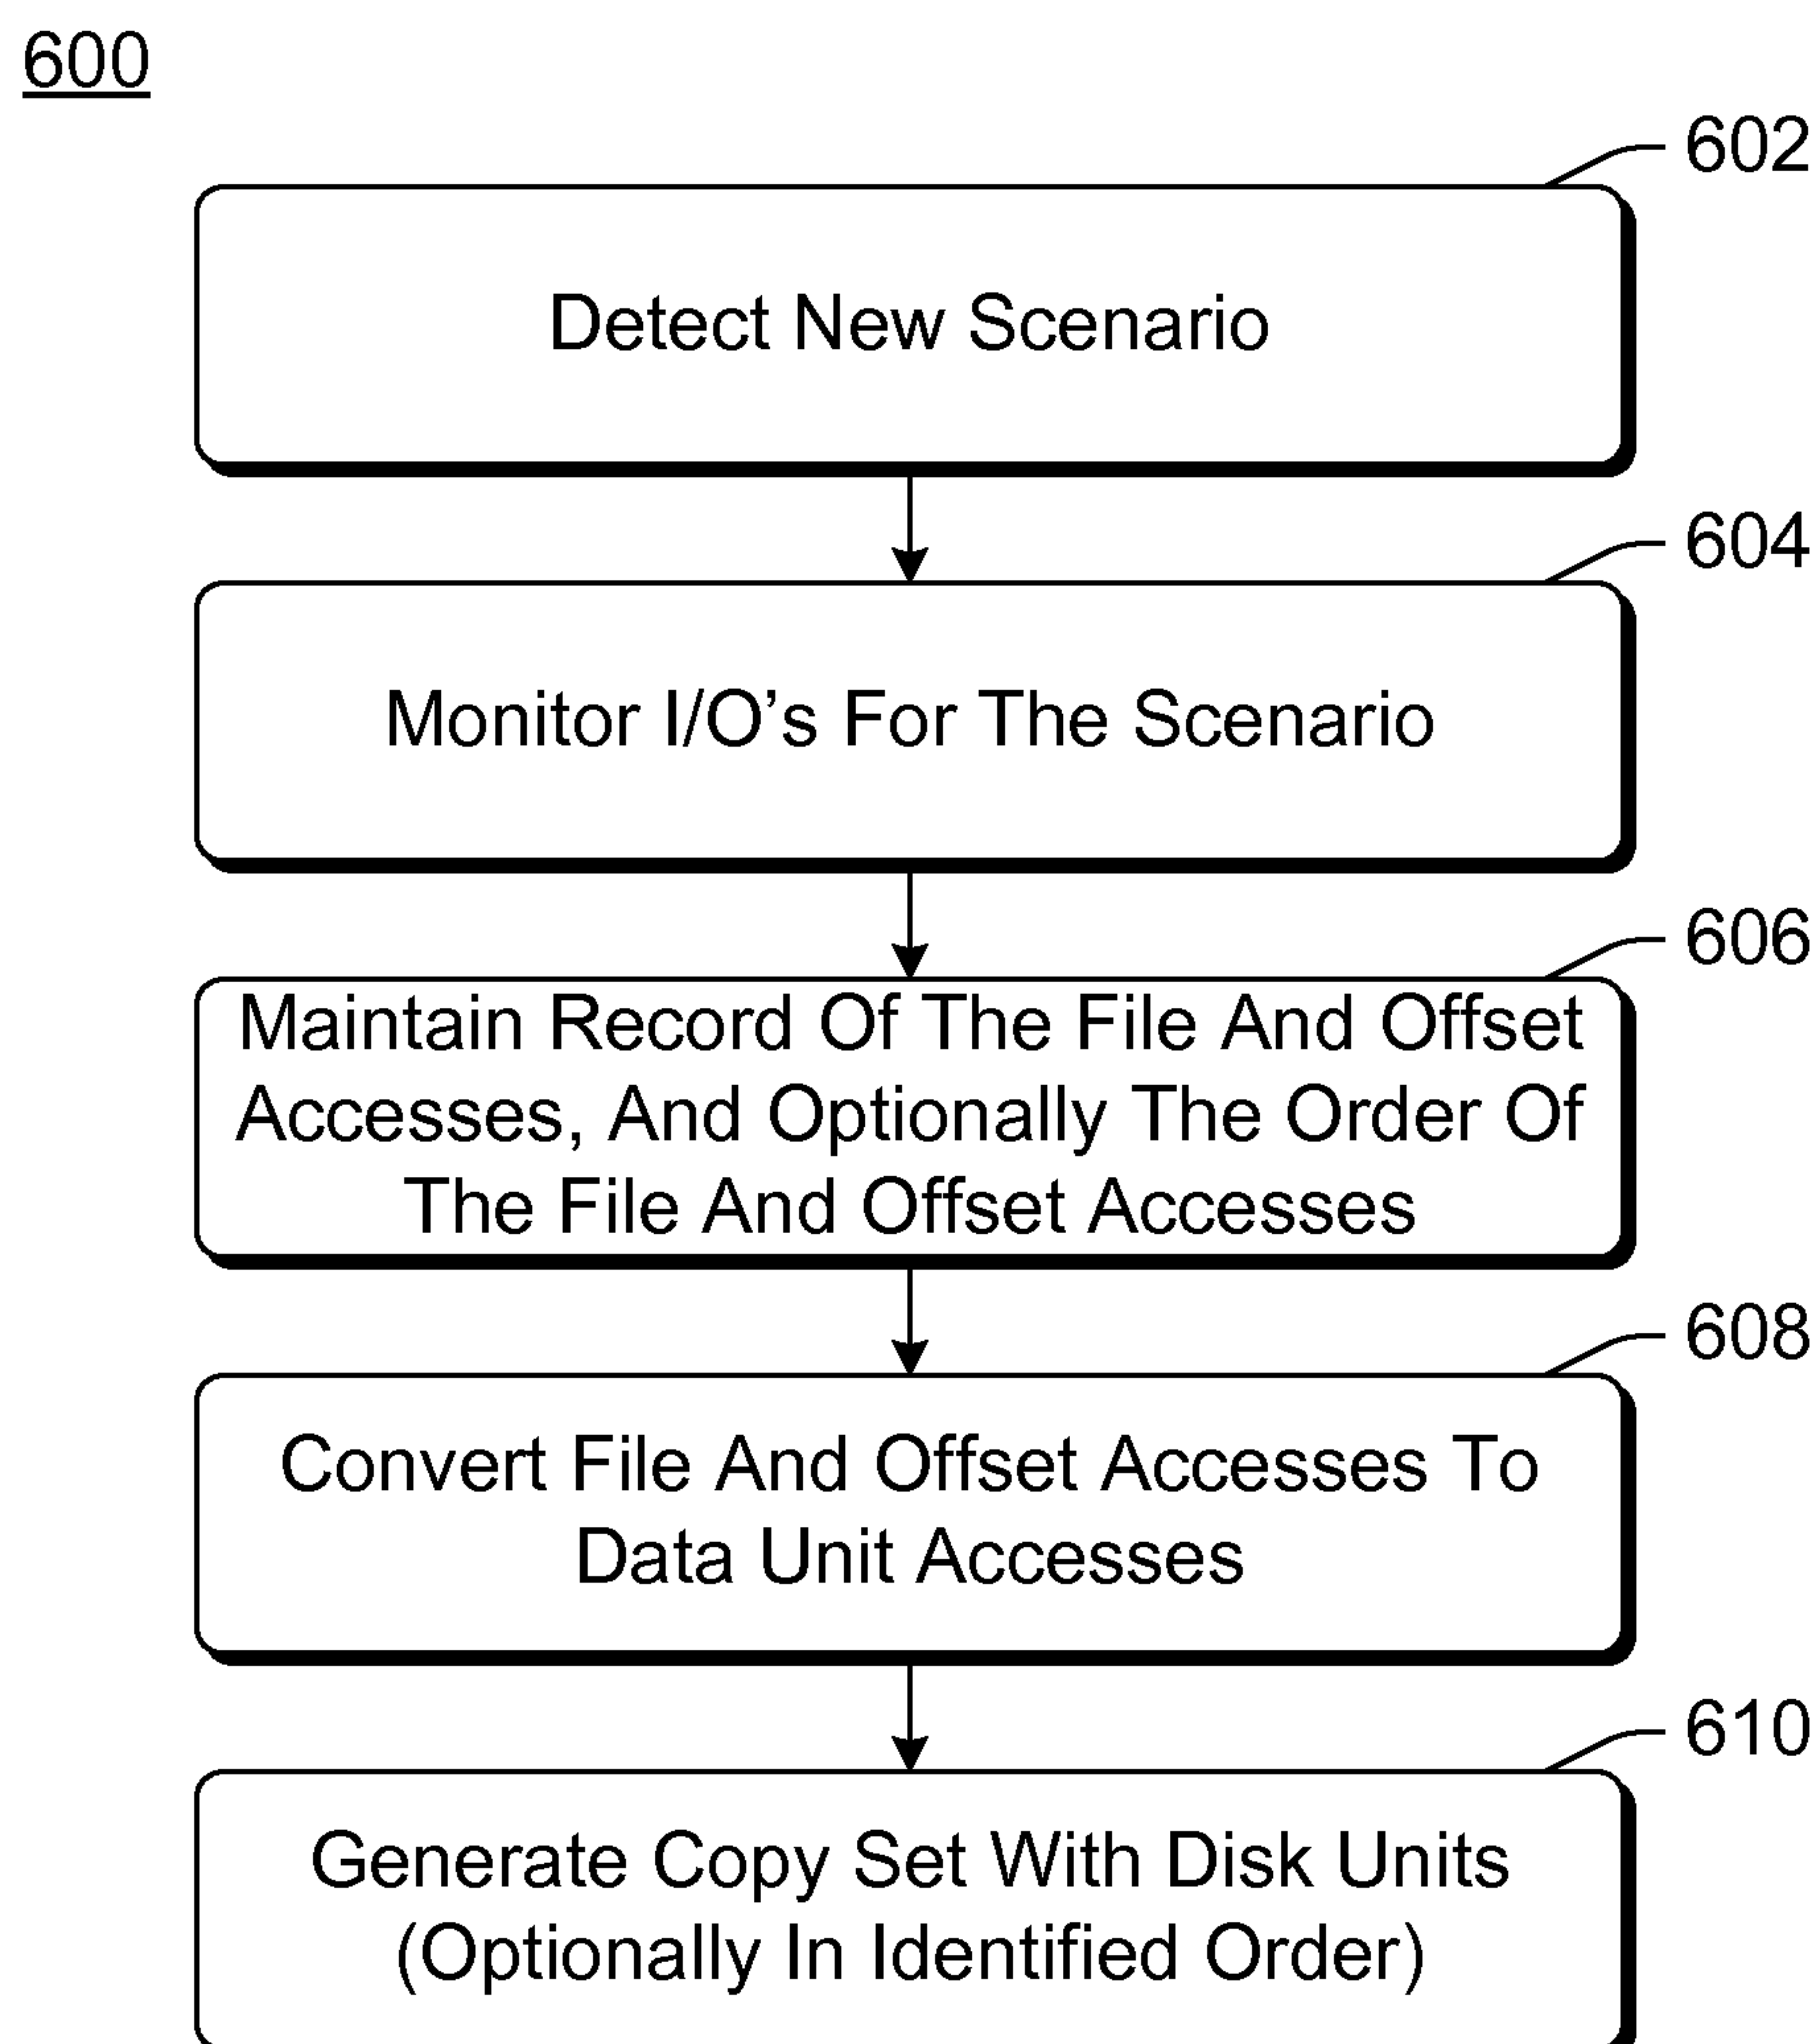 600
602
Detect New Scenario
604
Monitor I/O’s For The Scenario
606
Maintain Record Of The File And Offset
Accesses, And Optionally The Order Of
The File And Offset Accesses
608
Convert File And Offset Accesses To
Data Unit Accesses
610
Generate Copy Set With Disk Units
(Optionally In Identified Order)